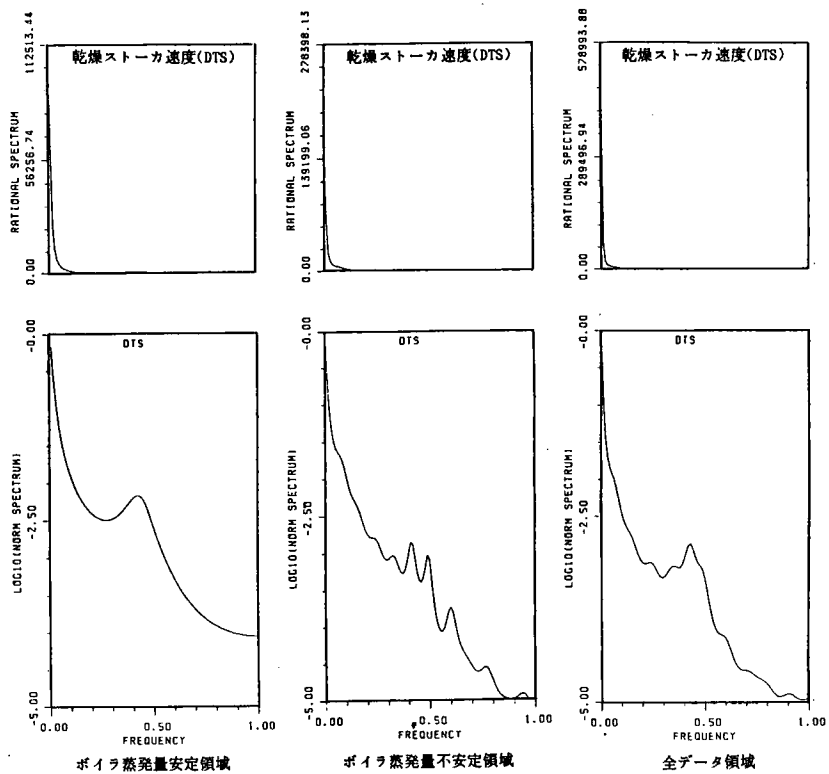 乾燥ストーカ速度(DTS)
RATIONAL SPECTRUM
112513.44
56256.74
0.00
乾燥ストーカ速度(DTS)
RATIONAL SPECTRUM
278398.13
139199.06
0.00
乾燥ストーカ速度(DTS)
RATIONAL SPECTRUM
578993.88
289496.94
0.00
DTS
LOG10(NORM SPECTRUM)
-0.00
-2.50
-5.00
0.00
0.50
1.00
FREQUENCY
ボイラ蒸発量安定領域
DTS
LOG10(NORM SPECTRUM)
-0.00
-2.50
-5.00
0.00
0.50
1.00
FREQUENCY
ボイラ蒸発量不安定領域
DTS
LOG10(NORM SPECTRUM)
-0.00
-2.50
-5.00
0.00
0.50
1.00
FREQUENCY
全データ領域